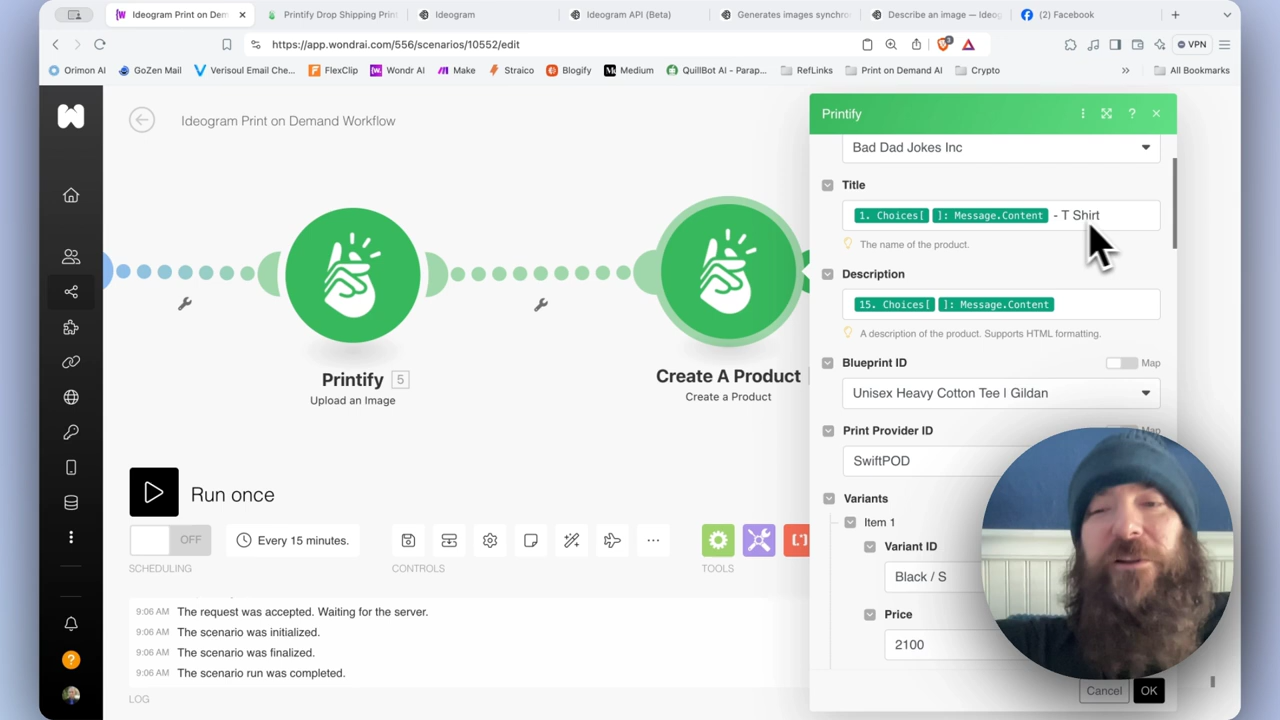 Ideogram Print on Dem
Printify Drop Shipping Print
Ideogram
Ideogram API (Beta)
Generates images synchro
Describe an image — Ideog
(2) Facebook
https://app.wondrai.com/556/scenarios/10552/edit
VPN
Orimon AI
GoZen Mail
Verisoul Email Che...
FlexClip
Wondr AI
Make
Straico
Blogify
Medium
QuillBot AI - Parap...
RefLinks
Print on Demand AI
Crypto
All Bookmarks
Ideogram Print on Demand Workflow
Printify 5
Upload an Image
Create A Product
Create a Product
Run once
OFF
Every 15 minutes.
SCHEDULING
CONTROLS
TOOLS
9:06 AM The request was accepted. Waiting for the server.
9:06 AM The scenario was initialized.
9:06 AM The scenario was finalized.
9:06 AM The scenario run was completed.
LOG
Printify
Bad Dad Jokes Inc
Title
1. Choices[ ]: Message.Content - T Shirt
The name of the product.
Description
15. Choices[ ]: Message.Content
A description of the product. Supports HTML formatting.
Blueprint ID
Map
Unisex Heavy Cotton Tee | Gildan
Print Provider ID
Map
SwiftPOD
Variants
Item 1
Variant ID
Black / S
Price
2100
Cancel
OK